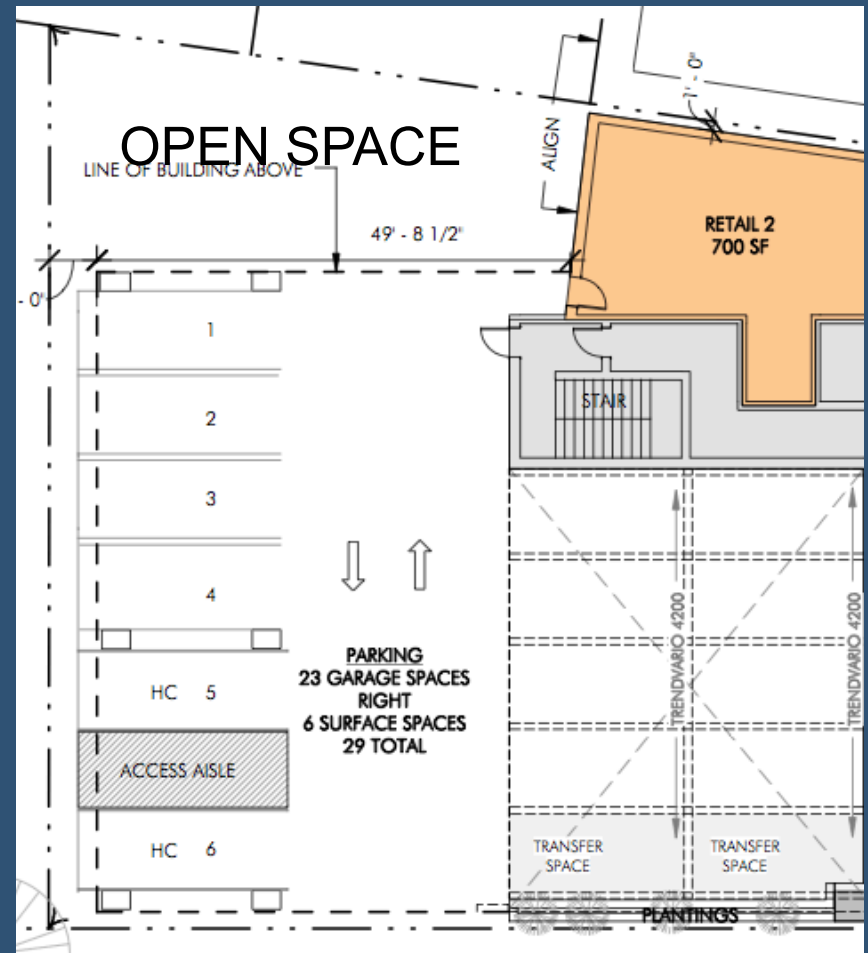 1' - 0"
OPEN SPACE
ALIGN
LINE OF BUILDING ABOVE
RETAIL 2
700 SF
49' - 8 1/2"
- 0"
1
STAIR
2
3
4
TRENDVARIO 4200
TRENDVARIO 4200
PARKING
23 GARAGE SPACES
RIGHT
6 SURFACE SPACES
29 TOTAL
HC 5
ACCESS AISLE
HC 6
TRANSFER
SPACE
TRANSFER
SPACE
PLANTINGS